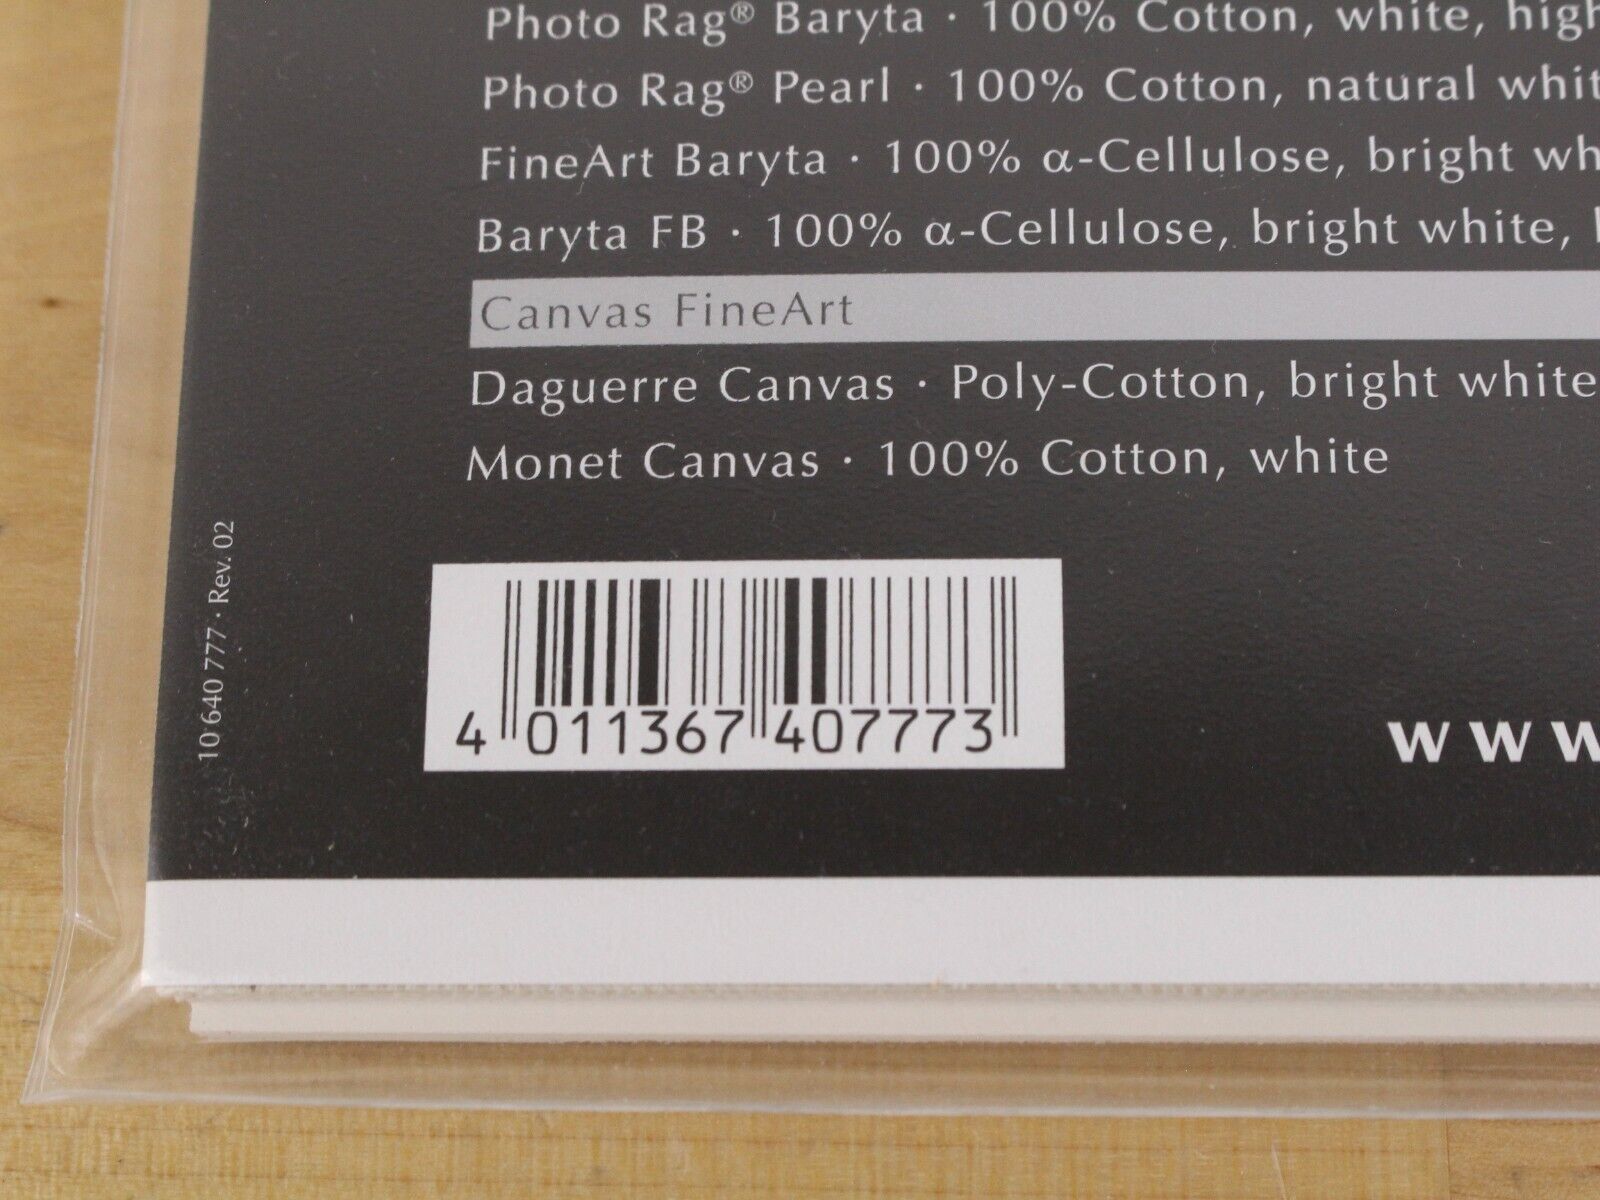 Photo Rag® Baryta · 100% Cotton, white, hig
Photo Rag® Pearl · 100% Cotton, natural whit
FineArt Baryta · 100% α-Cellulose, bright wh
Baryta FB · 100% α-Cellulose, bright white,
Canvas FineArt
Daguerre Canvas · Poly-Cotton, bright white
Monet Canvas · 100% Cotton, white
10 640 777 · Rev. 02
4 011367 407773
www